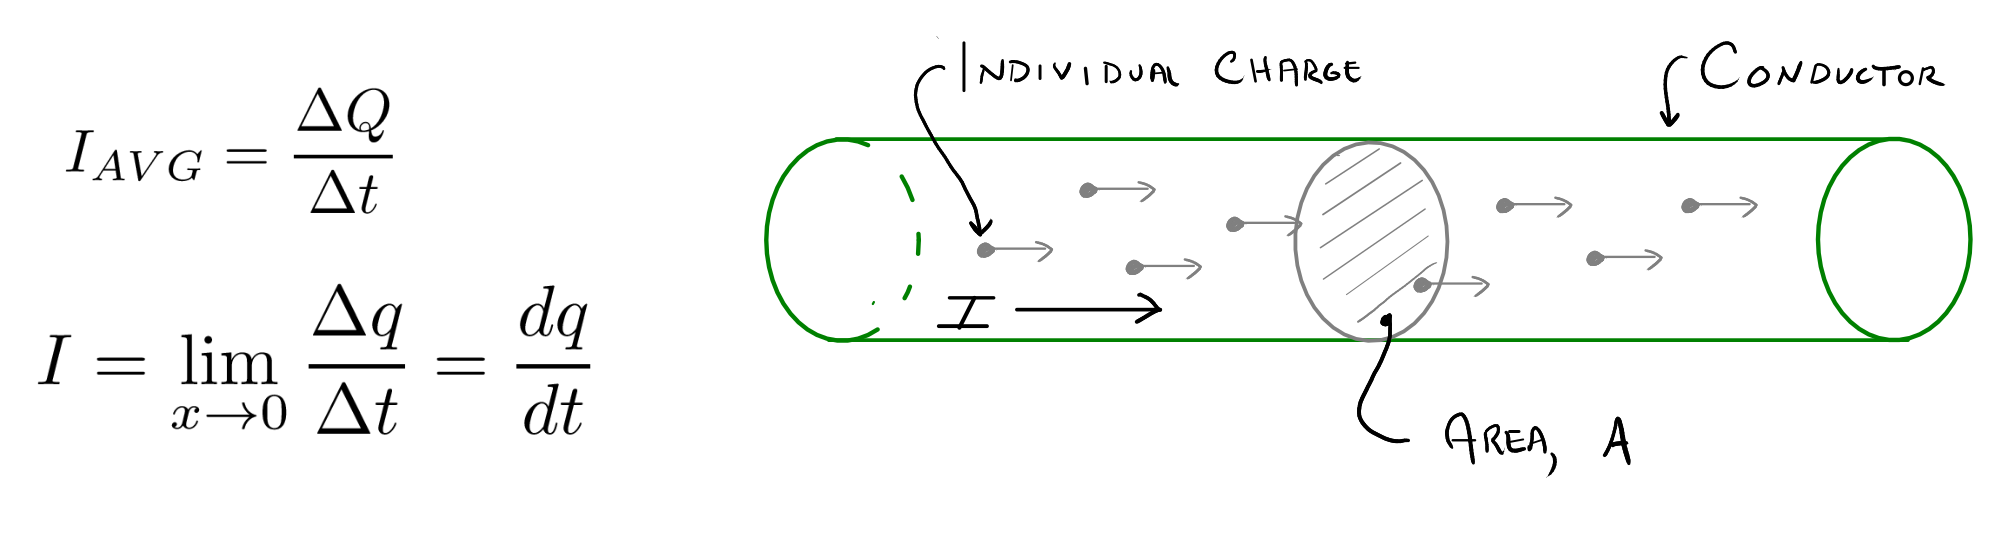 I_{AVG} = \frac{\Delta Q}{\Delta t}
I = \lim_{x \to 0} \frac{\Delta q}{\Delta t} = \frac{dq}{dt}
INDIVIDUAL CHARGE
CONDUCTOR
I
AREA, A